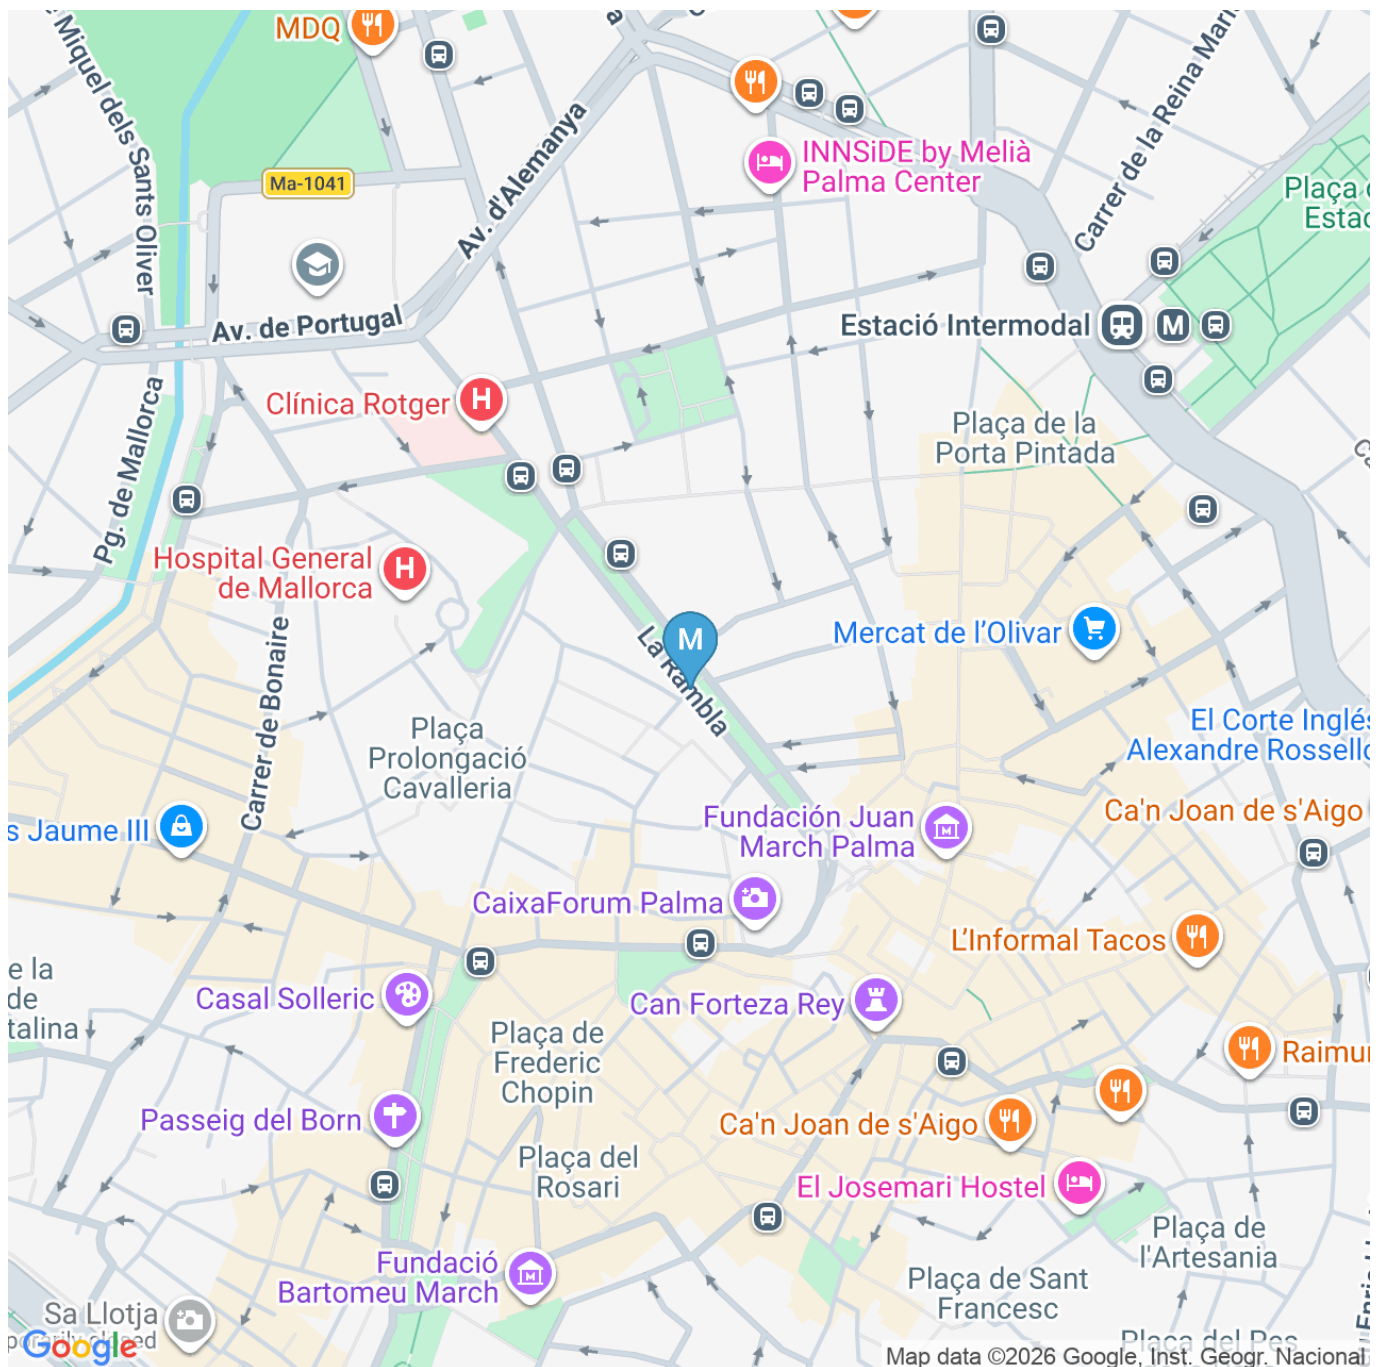 MDQ
Miquel dels Sants Oliver
Ma-1041
Av. d'Alemanya
INNSiDE by Melià
Palma Center
Carrer de la Reina Mari
Plaça
Estac
Av. de Portugal
Estació Intermodal
M
Clínica Rotger
H
Pg. de Mallorca
Plaça de la
Porta Pintada
Hospital General
de Mallorca
H
Carrer de Bonaire
M
La Rambla
Mercat de l'Olivar
Plaça
Prolongació
Cavalleria
El Corte Inglés
Alexandre Rosselló
s Jaume III
Fundación Juan
March Palma
Ca'n Joan de s'Aigo
CaixaForum Palma
L'Informal Tacos
e la
de
talina
Casal Solleric
Can Forteza Rey
Plaça de
Frederic
Chopin
Raimun
Passeig del Born
Ca'n Joan de s'Aigo
Plaça del
Rosari
El Josemari Hostel
Plaça de
l'Artesania
Fundació
Bartomeu March
Plaça de Sant
Francesc
Sa Llotja
Google
Plaça del Pes
Map data ©2026 Google, Inst. Geogr. Nacional